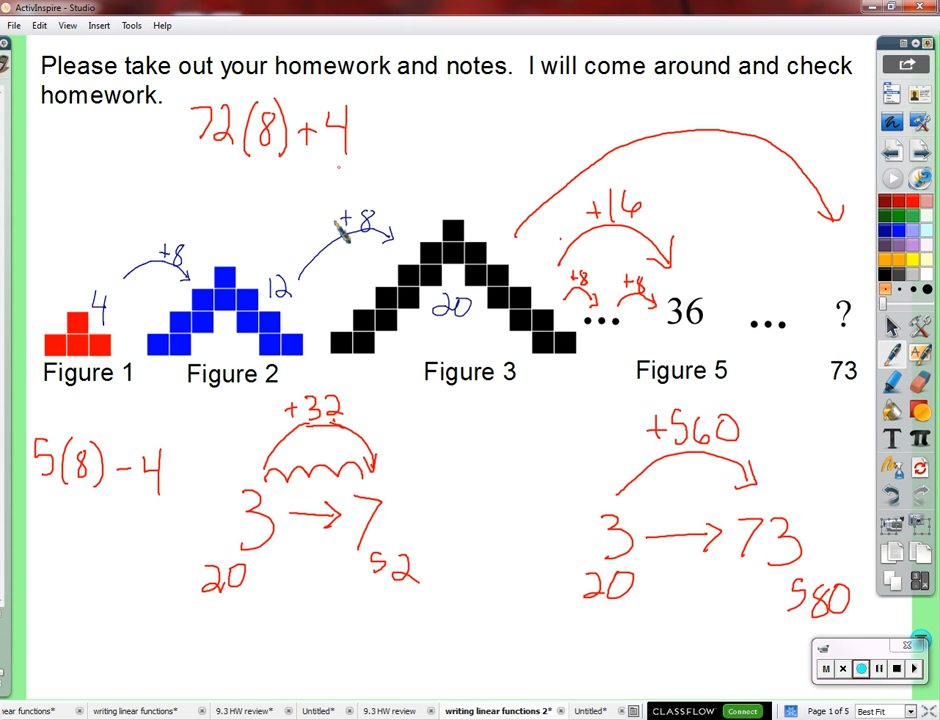 ActivInspire - Studio
File Edit View Insert Tools Help
Please take out your homework and notes. I will come around and check
homework.
72(8)+4
+8
+8
+16
+8
+8
4
12
20
... 36 ... ?
Figure 1
Figure 2
Figure 3
Figure 5
73
5(8)-4
+32
3 → 7
20
52
+560
3 → 73
20
580
M
near functions*
writing linear functions*
9.3 HW review*
Untitled*
9.3 HW review
writing linear functions 2*
Untitled*
CLASSFLOW
Connect
Page 1 of 5
Best Fit